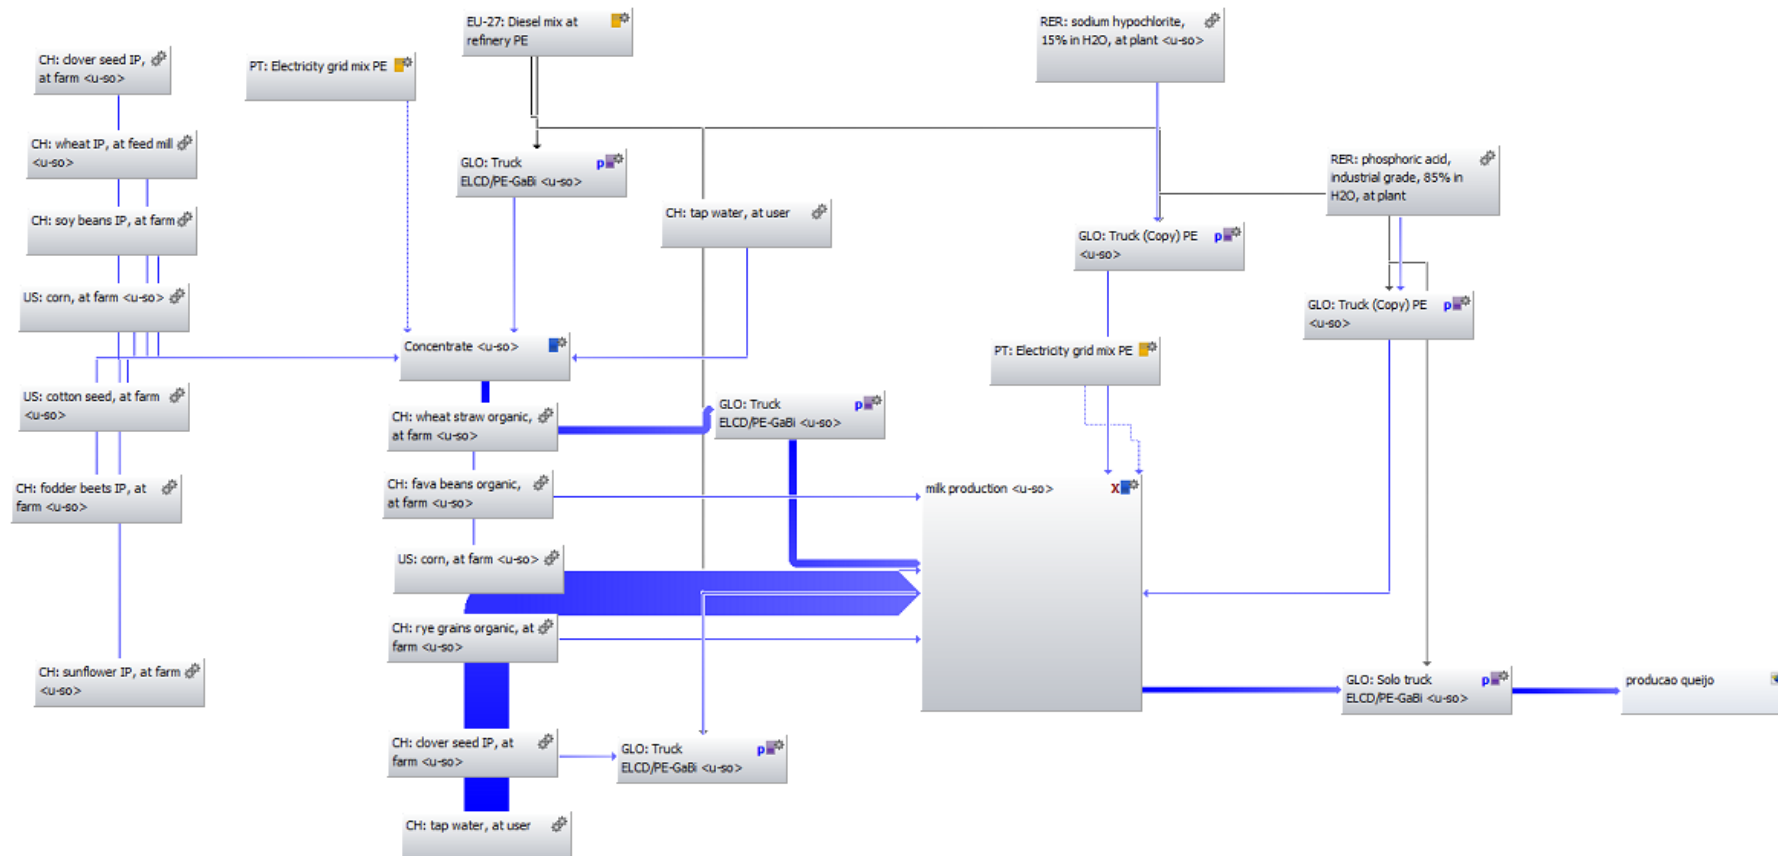 EU-27: Diesel mix at
refinery PE
RER: sodium hypochlorite,
15% in H2O, at plant <u-so>
CH: clover seed IP,
at farm <u-so>
PT: Electricity grid mix PE
CH: wheat IP, at feed mill
<u-so>
GLO: Truck
ELCD/PE-GaBi <u-so>
p
RER: phosphoric acid,
industrial grade, 85% in
H2O, at plant
CH: soy beans IP, at farm
CH: tap water, at user
GLO: Truck (Copy) PE
<u-so>
p
US: corn, at farm <u-so>
GLO: Truck (Copy) PE
<u-so>
p
Concentrate <u-so>
PT: Electricity grid mix PE
US: cotton seed, at farm
<u-so>
CH: wheat straw organic,
at farm <u-so>
GLO: Truck
ELCD/PE-GaBi <u-so>
p
CH: fodder beets IP, at
farm <u-so>
CH: fava beans organic,
at farm <u-so>
milk production <u-so>
X
US: corn, at farm <u-so>
CH: rye grains organic, at
farm <u-so>
CH: sunflower IP, at farm
<u-so>
GLO: Solo truck
ELCD/PE-GaBi <u-so>
p
producao queijo
CH: clover seed IP, at
farm <u-so>
GLO: Truck
ELCD/PE-GaBi <u-so>
p
CH: tap water, at user